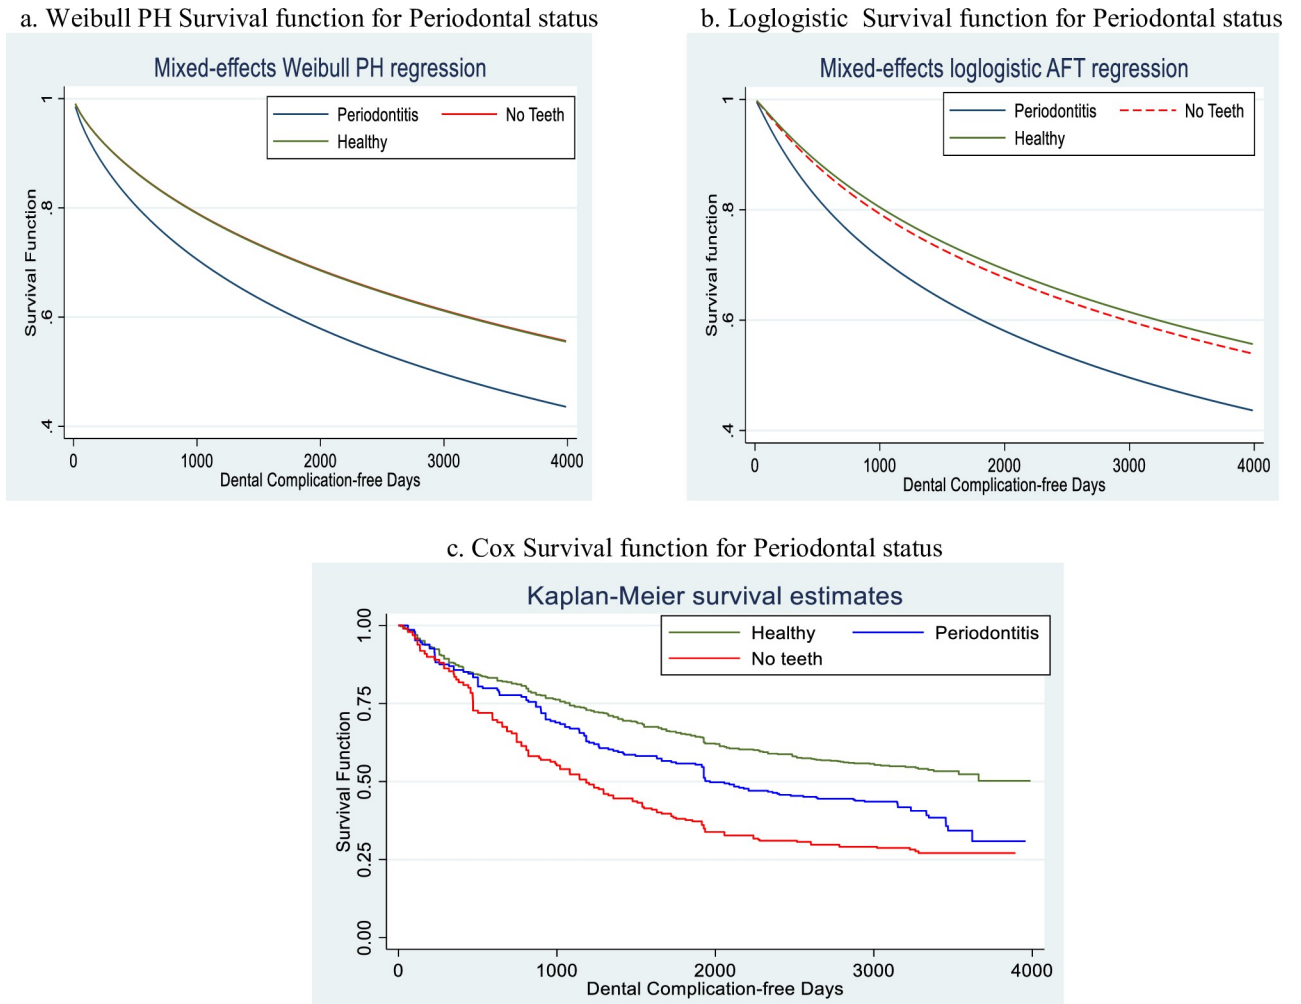 a. Weibull PH Survival function for Periodontal status
Mixed-effects Weibull PH regression
Periodontitis No Teeth
Healthy
Survival Function
1
.8
.6
.4
0 1000 2000 3000 4000
Dental Complication-free Days
b. Loglogistic Survival function for Periodontal status
Mixed-effects loglogistic AFT regression
Periodontitis No Teeth
Healthy
Survival function
1
.8
.6
.4
0 1000 2000 3000 4000
Dental Complication-free Days
c. Cox Survival function for Periodontal status
Kaplan-Meier survival estimates
Healthy Periodontitis
No teeth
Survival Function
1.00
0.75
0.50
0.25
0.00
0 1000 2000 3000 4000
Dental Complication-free Days